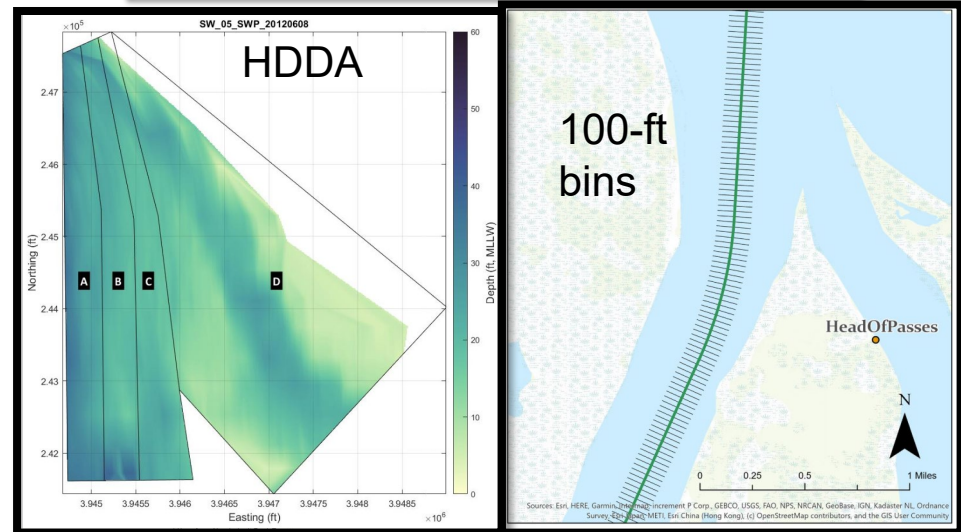 SW_05_SWP_20120608
×10⁵
HDDA
2.47
2.46
2.45
2.44
2.43
2.42
Northing (ft)
A
B
C
D
3.9445
3.945
3.9455
3.946
3.9465
3.947
3.9475
3.948
3.9485
×10⁶
Easting (ft)
60
50
40
30
20
10
0
Depth (ft, MLLW)
100-ft
bins
HeadOfPasses
N
0 0.25 0.5 1 Miles
Sources: Esri, HERE, Garmin, Intermap, increment P Corp., GEBCO, USGS, FAO, NPS, NRCAN, GeoBase, IGN, Kadaster NL, Ordnance
Survey, Esri Japan, METI, Esri China (Hong Kong), (c) OpenStreetMap contributors, and the GIS User Community